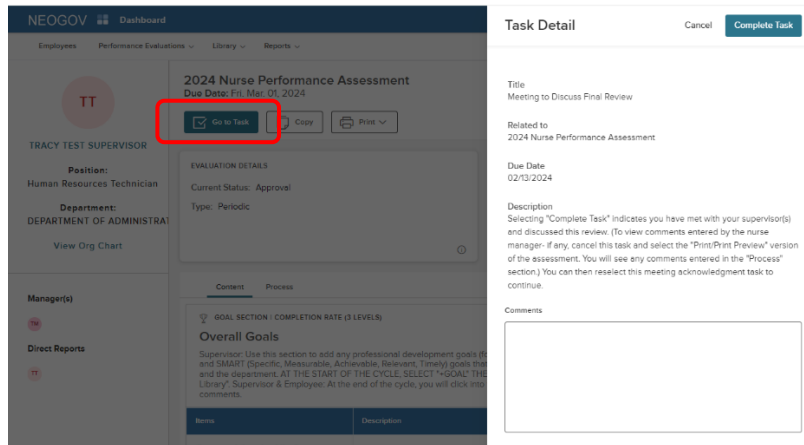 NEOGOV Dashboard
Employees Performance Evaluations Library Reports
TT
TRACY TEST SUPERVISOR
Position:
Human Resources Technician
Department:
DEPARTMENT OF ADMINISTRAT
View Org Chart
Manager(s)
TM
Direct Reports
TT
2024 Nurse Performance Assessment
Due Date: Fri, Mar. 01, 2024
Go to Task Copy Print
EVALUATION DETAILS
Current Status: Approval
Type: Periodic
Content Process
GOAL SECTION | COMPLETION RATE (3 LEVELS)
Overall Goals
Supervisor: Use this section to add any professional development goals (fo
and SMART (Specific, Measurable, Achievable, Relevant, Timely) goals that
and the department. AT THE START OF THE CYCLE, SELECT "+GOAL" THE
Library". Supervisor & Employee: At the end of the cycle, you will click into
comments.
Items Description
Task Detail Cancel Complete Task
Title
Meeting to Discuss Final Review
Related to
2024 Nurse Performance Assessment
Due Date
02/13/2024
Description
Selecting "Complete Task" indicates you have met with your supervisor(s)
and discussed this review. (To view comments entered by the nurse
manager- if any, cancel this task and select the "Print/Print Preview" version
of the assessment. You will see any comments entered in the "Process"
section.) You can then reselect this meeting acknowledgment task to
continue.
Comments